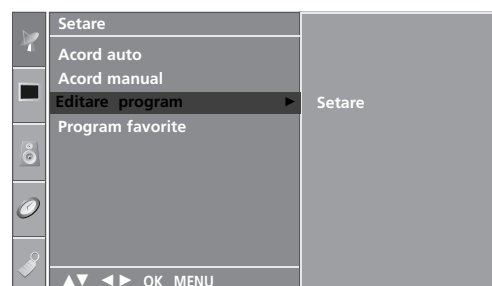 Setare
Acord auto
Acord manual
Editare program ► Setare
Program favorite
▲▼ ◄► OK MENU